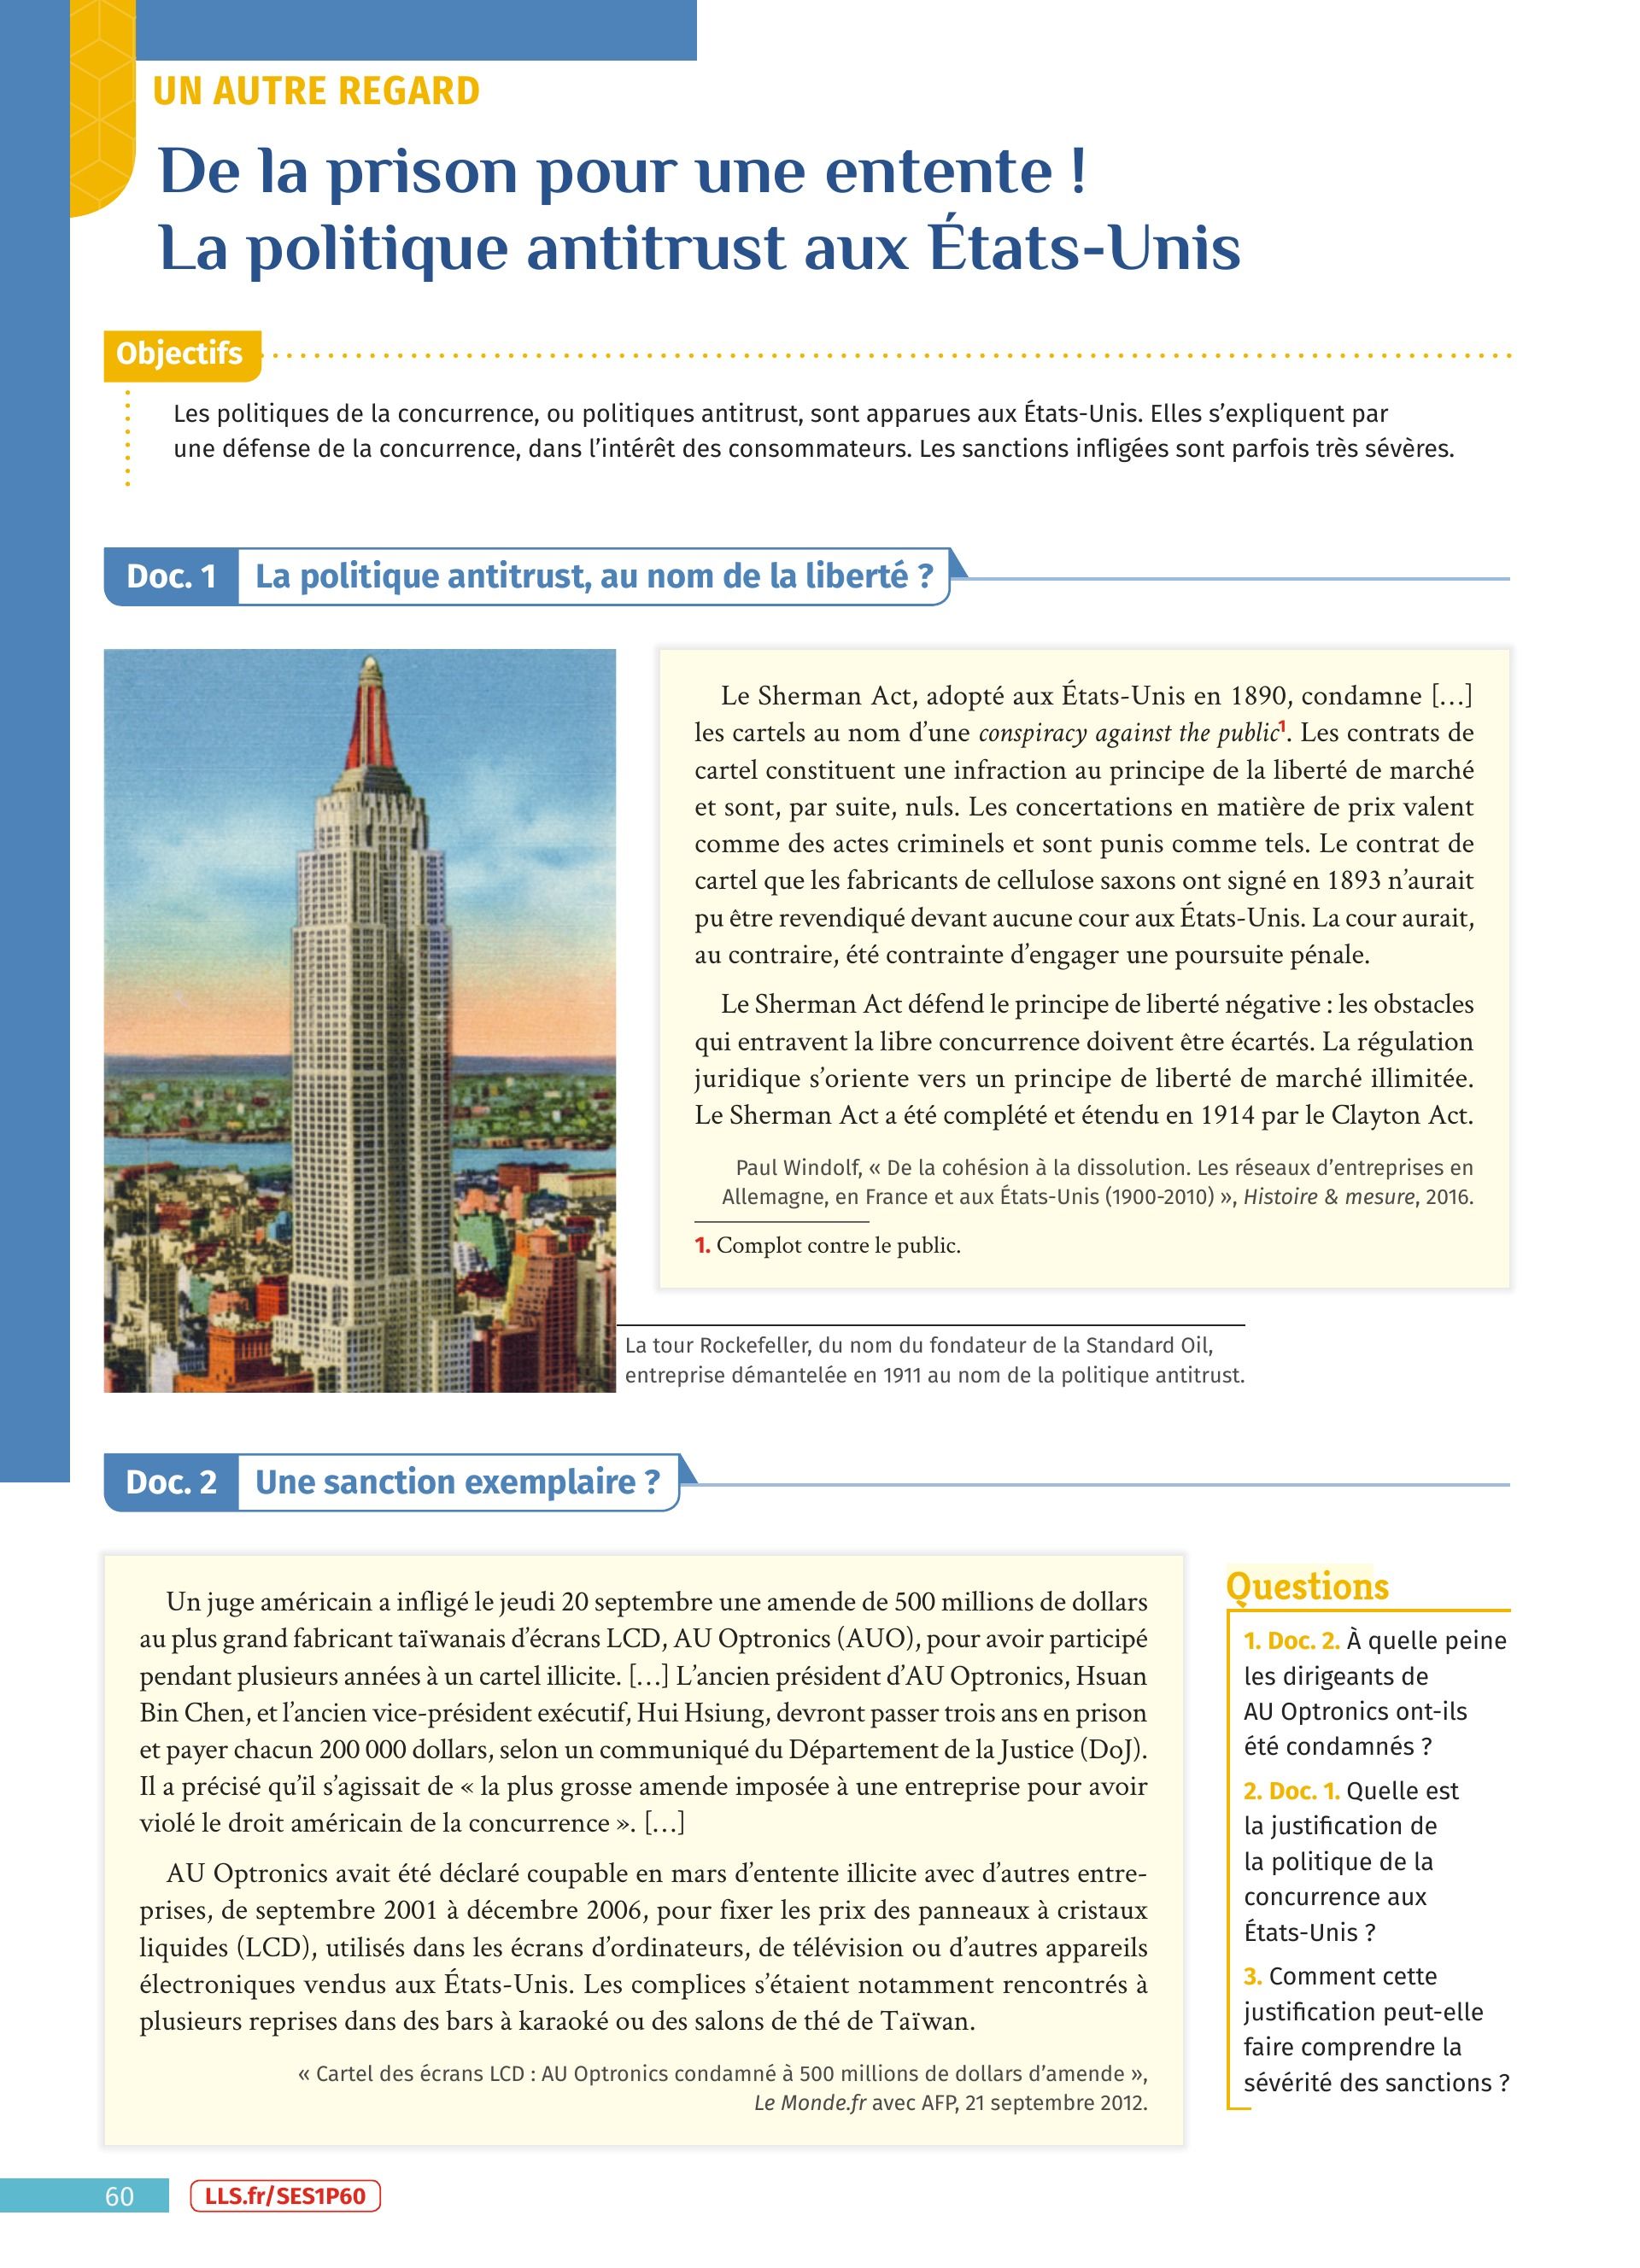 UN AUTRE REGARD
De la prison pour une entente !
La politique antitrust aux États-Unis
Objectifs
Les politiques de la concurrence, ou politiques antitrust, sont apparues aux États-Unis. Elles s’expliquent par
une défense de la concurrence, dans l’intérêt des consommateurs. Les sanctions infligées sont parfois très sévères.
Doc. 1 La politique antitrust, au nom de la liberté ?
Le Sherman Act, adopté aux États-Unis en 1890, condamne […]
les cartels au nom d’une conspiracy against the public1. Les contrats de
cartel constituent une infraction au principe de la liberté de marché
et sont, par suite, nuls. Les concertations en matière de prix valent
comme des actes criminels et sont punis comme tels. Le contrat de
cartel que les fabricants de cellulose saxons ont signé en 1893 n’aurait
pu être revendiqué devant aucune cour aux États-Unis. La cour aurait,
au contraire, été contrainte d’engager une poursuite pénale.
Le Sherman Act défend le principe de liberté négative : les obstacles
qui entravent la libre concurrence doivent être écartés. La régulation
juridique s’oriente vers un principe de liberté de marché illimitée.
Le Sherman Act a été complété et étendu en 1914 par le Clayton Act.
Paul Windolf, « De la cohésion à la dissolution. Les réseaux d’entreprises en
Allemagne, en France et aux États-Unis (1900-2010) », Histoire & mesure, 2016.
1. Complot contre le public.
La tour Rockefeller, du nom du fondateur de la Standard Oil,
entreprise démantelée en 1911 au nom de la politique antitrust.
Doc. 2 Une sanction exemplaire ?
Un juge américain a infligé le jeudi 20 septembre une amende de 500 millions de dollars
au plus grand fabricant taïwanais d’écrans LCD, AU Optronics (AUO), pour avoir participé
pendant plusieurs années à un cartel illicite. […] L’ancien président d’AU Optronics, Hsuan
Bin Chen, et l’ancien vice-président exécutif, Hui Hsiung, devront passer trois ans en prison
et payer chacun 200 000 dollars, selon un communiqué du Département de la Justice (DoJ).
Il a précisé qu’il s’agissait de « la plus grosse amende imposée à une entreprise pour avoir
violé le droit américain de la concurrence ». […]
AU Optronics avait été déclaré coupable en mars d’entente illicite avec d’autres entre-
prises, de septembre 2001 à décembre 2006, pour fixer les prix des panneaux à cristaux
liquides (LCD), utilisés dans les écrans d’ordinateurs, de télévision ou d’autres appareils
électroniques vendus aux États-Unis. Les complices s’étaient notamment rencontrés à
plusieurs reprises dans des bars à karaoké ou des salons de thé de Taïwan.
« Cartel des écrans LCD : AU Optronics condamné à 500 millions de dollars d’amende »,
Le Monde.fr avec AFP, 21 septembre 2012.
Questions
1. Doc. 2. À quelle peine
les dirigeants de
AU Optronics ont-ils
été condamnés ?
2. Doc. 1. Quelle est
la justification de
la politique de la
concurrence aux
États-Unis ?
3. Comment cette
justification peut-elle
faire comprendre la
sévérité des sanctions ?
60
LLS.fr/SES1P60